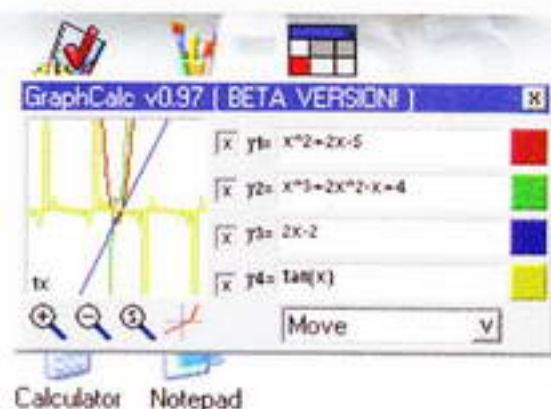 GraphCalc v0.97 ( BETA VERSION! ) x
x y1= x^2+2x-5
x y2= x^3+2x^2-x+4
x y3= 2x-2
x y4= tan(x)
1x
Move v
Calculator Notepad